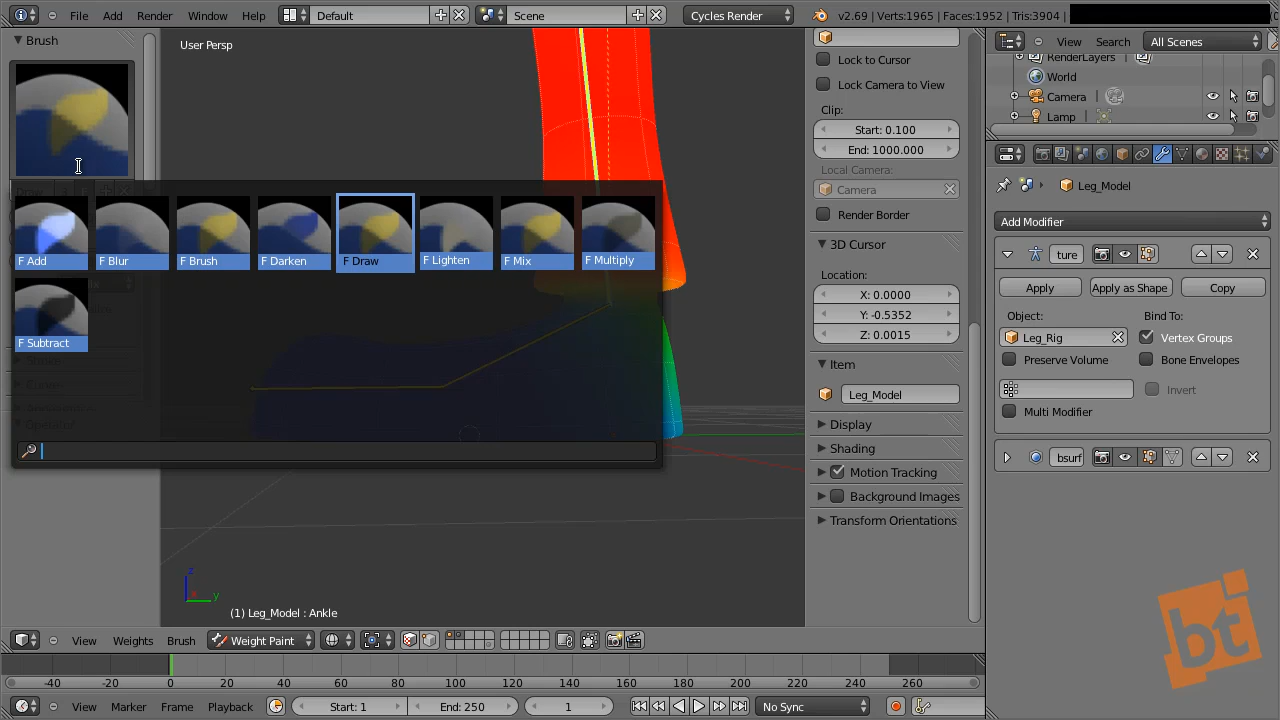 File Add Render Window Help Default Scene Cycles Render v2.69 | Verts:1965 | Faces:1952 | Tris:3904
Brush
User Persp
F Add F Blur F Brush F Darken F Draw F Lighten F Mix F Multiply
F Subtract
(1) Leg_Model : Ankle
z
y
View Weights Brush Weight Paint
Lock to Cursor
Lock Camera to View
Clip:
Start: 0.100
End: 1000.000
Local Camera:
Camera
Render Border
3D Cursor
Location:
X: 0.0000
Y: -0.5352
Z: 0.0015
Item
Leg_Model
Display
Shading
Motion Tracking
Background Images
Transform Orientations
View Search All Scenes
RenderLayers
World
Camera
Lamp
Leg_Model
Add Modifier
ture
Apply Apply as Shape Copy
Object: Bind To:
Leg_Rig Vertex Groups
Preserve Volume Bone Envelopes
Invert
Multi Modifier
bsurf
-40 -20 0 20 40 60 80 100 120 140 160 180 200 220 240 260
View Marker Frame Playback Start: 1 End: 250 1 No Sync
bt